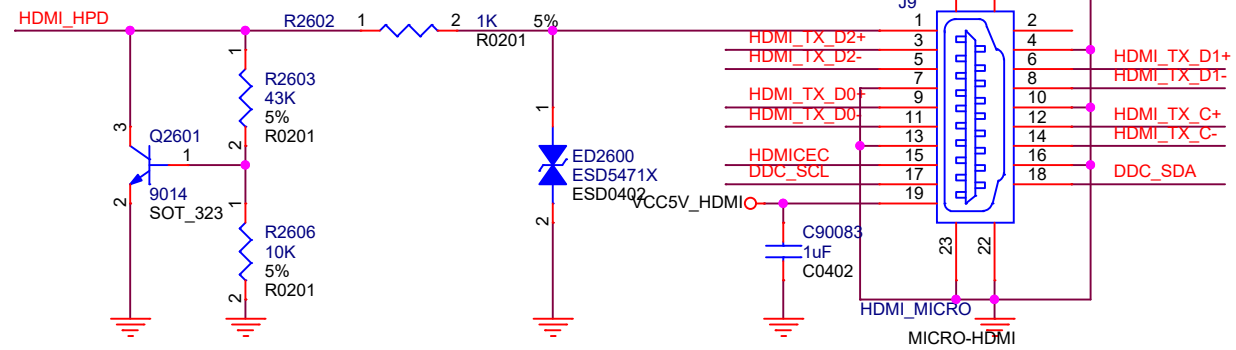 HDMI_HPD
R2602
1
2
1K
5%
R0201
J9
1
2
R2603
43K
5%
R0201
3
Q2601
1
2
9014
SOT_323
1
R2606
10K
5%
R0201
2
1
ED2600
ESD5471X
ESD0402
2
VCC5V_HDMI
C90083
1uF
C0402
HDMI_TX_D2+
HDMI_TX_D2-
HDMI_TX_D0+
HDMI_TX_D0-
HDMICEC
DDC_SCL
1
3
5
7
9
11
13
15
17
19
2
4
6
8
10
12
14
16
18
HDMI_TX_D1+
HDMI_TX_D1-
HDMI_TX_C+
HDMI_TX_C-
DDC_SDA
23
22
HDMI_MICRO
MICRO-HDMI